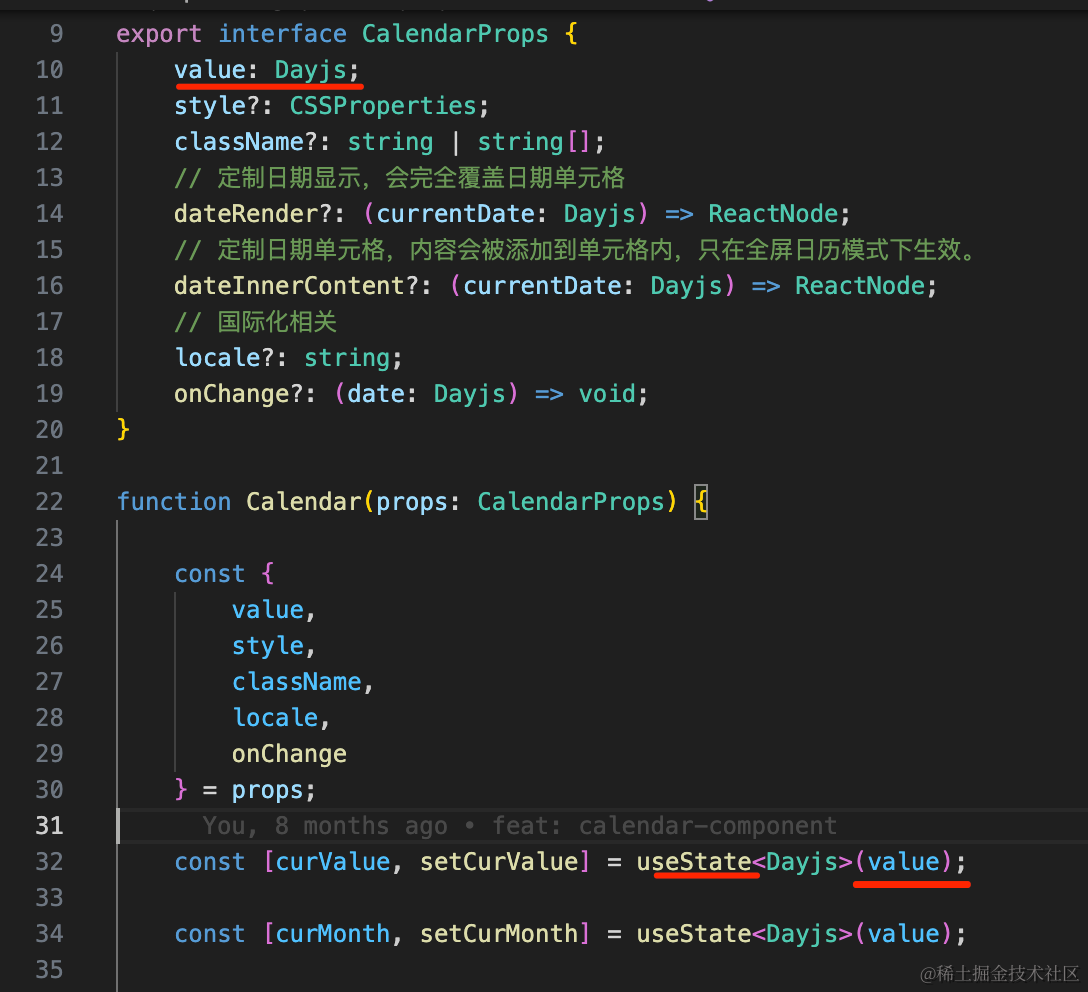 9 export interface CalendarProps {
10 value: Dayjs;
11 style?: CSSProperties;
12 className?: string | string[];
13 // 定制日期显示，会完全覆盖日期单元格
14 dateRender?: (currentDate: Dayjs) => ReactNode;
15 // 定制日期单元格，内容会被添加到单元格内，只在全屏日历模式下生效。
16 dateInnerContent?: (currentDate: Dayjs) => ReactNode;
17 // 国际化相关
18 locale?: string;
19 onChange?: (date: Dayjs) => void;
20 }
21
22 function Calendar(props: CalendarProps) {
23
24 const {
25 value,
26 style,
27 className,
28 locale,
29 onChange
30 } = props;
31 You, 8 months ago • feat: calendar-component
32 const [curValue, setCurValue] = useState<Dayjs>(value);
33
34 const [curMonth, setCurMonth] = useState<Dayjs>(value);
35
@稀土掘金技术社区